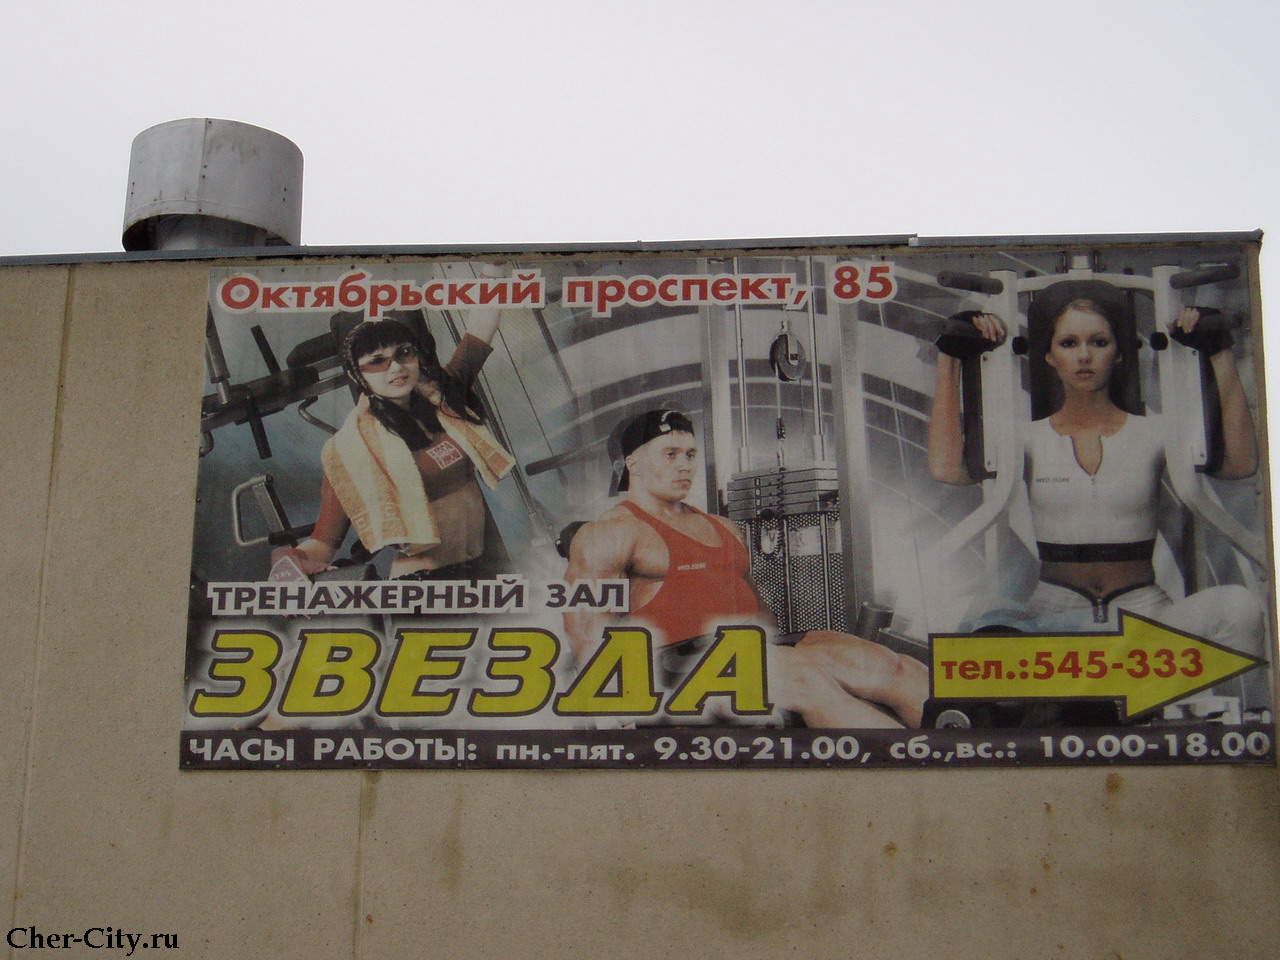 Октябрьский проспект, 85
ТРЕНАЖЕРНЫЙ ЗАЛ
ЗВЕЗДА
тел.:545-333
ЧАСЫ РАБОТЫ: пн.-пят. 9.30-21.00, сб.,вс.: 10.00-18.00
Cher-City.ru